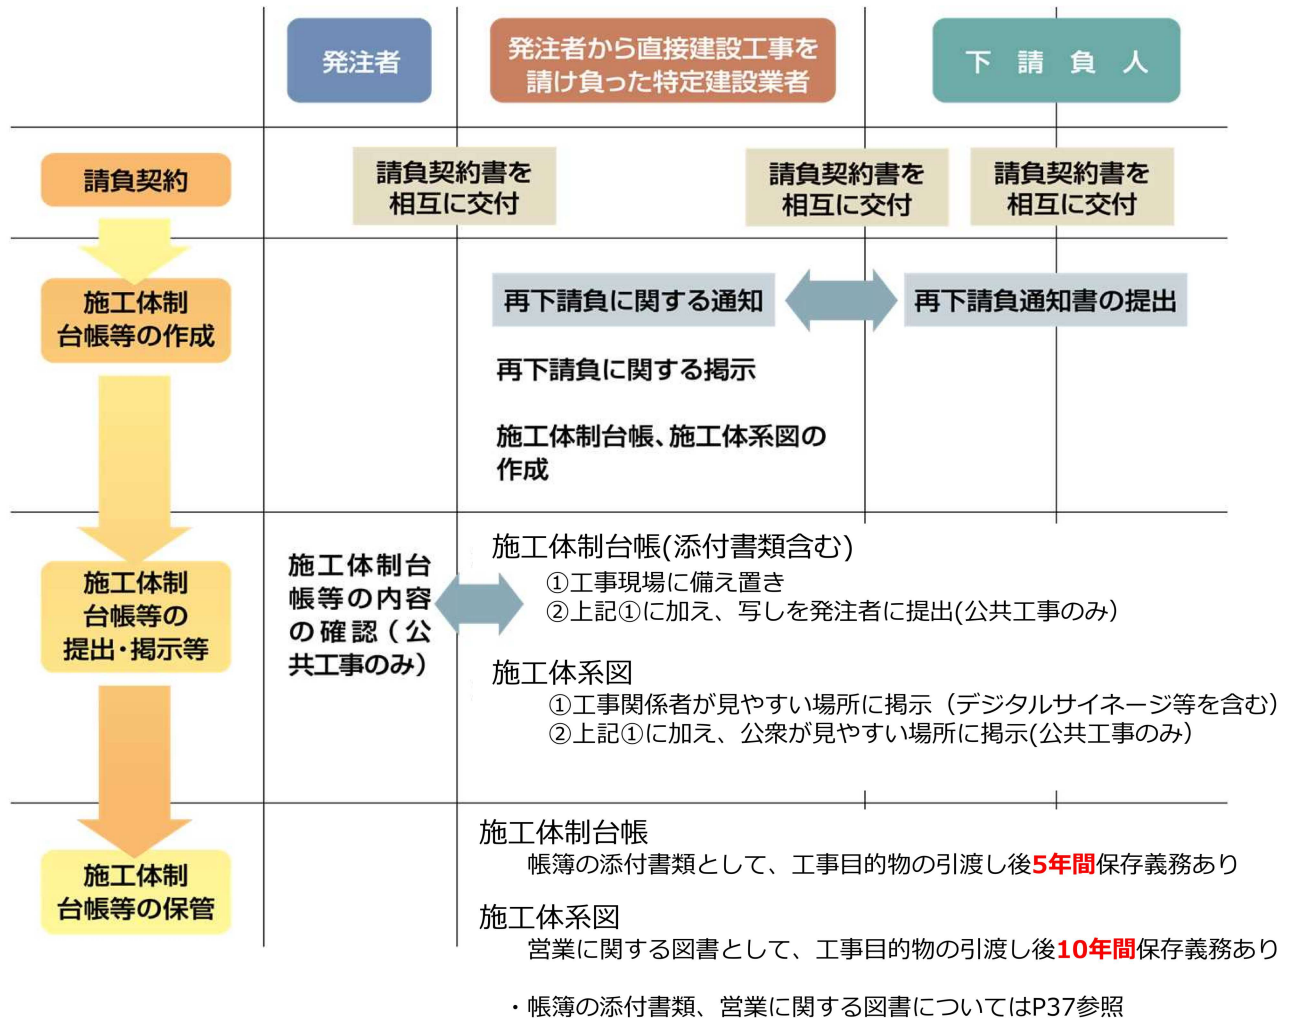 発注者
発注者から直接建設工事を
請け負った特定建設業者
下請負人
請負契約
請負契約書を
相互に交付
請負契約書を
相互に交付
請負契約書を
相互に交付
施工体制
台帳等の作成
再下請負に関する通知
再下請負通知書の提出
再下請負に関する掲示
施工体制台帳、施工体系図の
作成
施工体制
台帳等の
提出・掲示等
施工体制台
帳等の内容
の確認（公
共工事のみ）
施工体制台帳(添付書類含む)
①工事現場に備え置き
②上記①に加え、写しを発注者に提出(公共工事のみ）
施工体系図
①工事関係者が見やすい場所に掲示（デジタルサイネージ等を含む）
②上記①に加え、公衆が見やすい場所に掲示(公共工事のみ）
施工体制
台帳等の保管
施工体制台帳
帳簿の添付書類として、工事目的物の引渡し後5年間保存義務あり
施工体系図
営業に関する図書として、工事目的物の引渡し後10年間保存義務あり
・帳簿の添付書類、営業に関する図書についてはP37参照